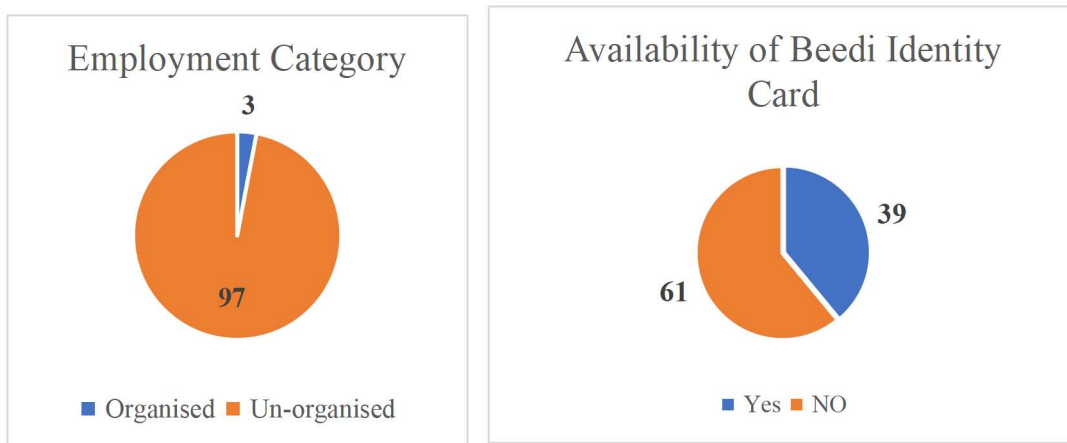 Employment Category
3
97
Organised Un-organised
Availability of Beedi Identity
Card
39
61
Yes NO